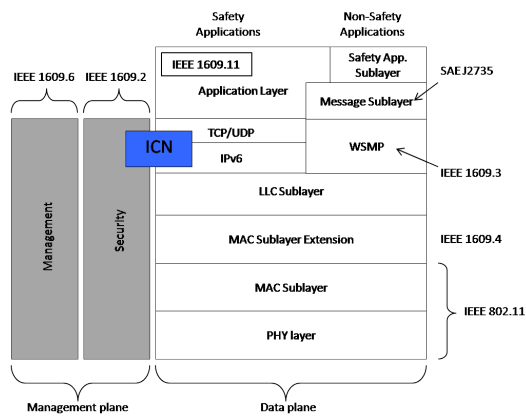 Safety
Applications
Non-Safety
Applications
IEEE 1609.6
IEEE 1609.2
IEEE 1609.11
Safety App.
Sublayer
SAEJ2735
Application Layer
Message Sublayer
ICN
TCP/UDP
WSMP
IPv6
IEEE 1609.3
LLC Sublayer
Management
Security
MAC Sublayer Extension
IEEE 1609.4
MAC Sublayer
IEEE 802.11
PHY layer
Management plane
Data plane